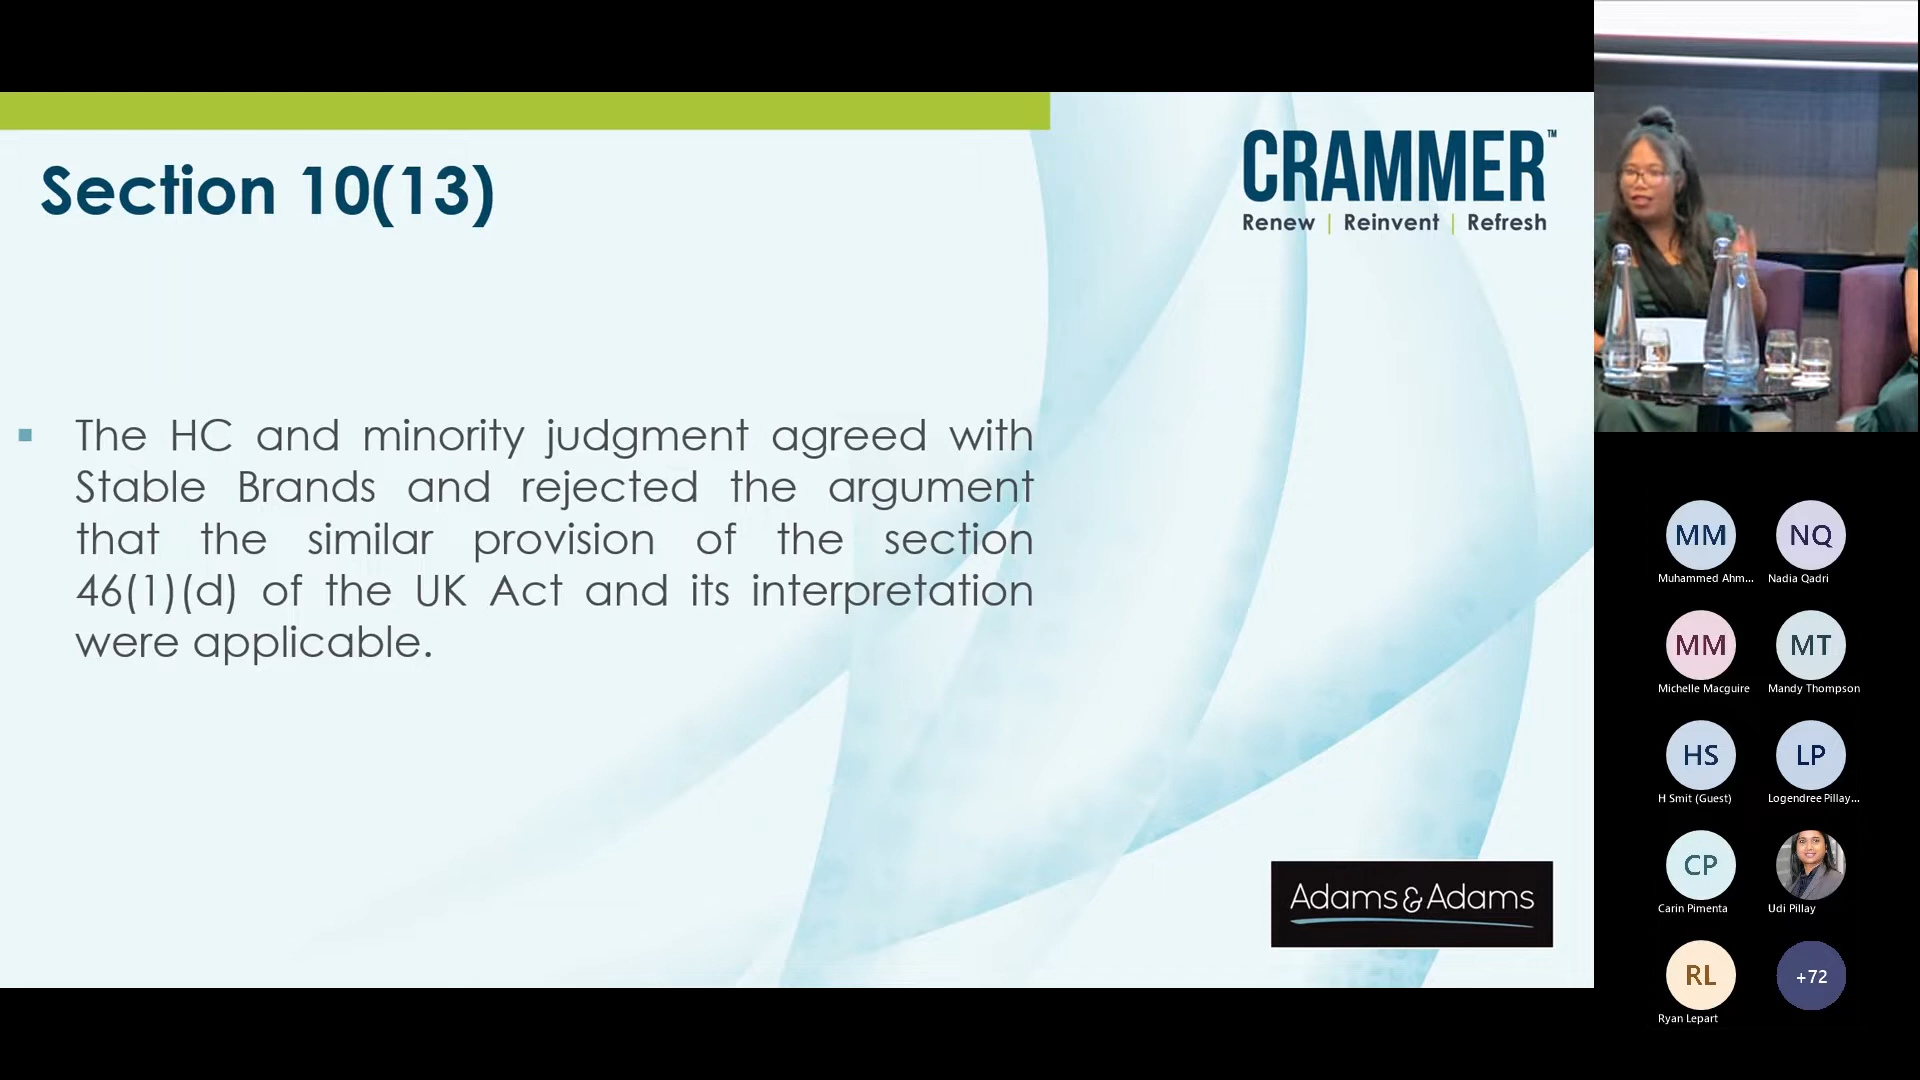 Section 10(13)
CRAMMER™
Renew | Reinvent | Refresh
▪ The HC and minority judgment agreed with
Stable Brands and rejected the argument
that the similar provision of the section
46(1)(d) of the UK Act and its interpretation
were applicable.
Adams&Adams
MM
Muhammed Ahm...
NQ
Nadia Qadri
MM
Michelle Macguire
MT
Mandy Thompson
HS
H Smit (Guest)
LP
Logendree Pillay...
CP
Carin Pimenta
Udi Pillay
RL
Ryan Lepart
+72